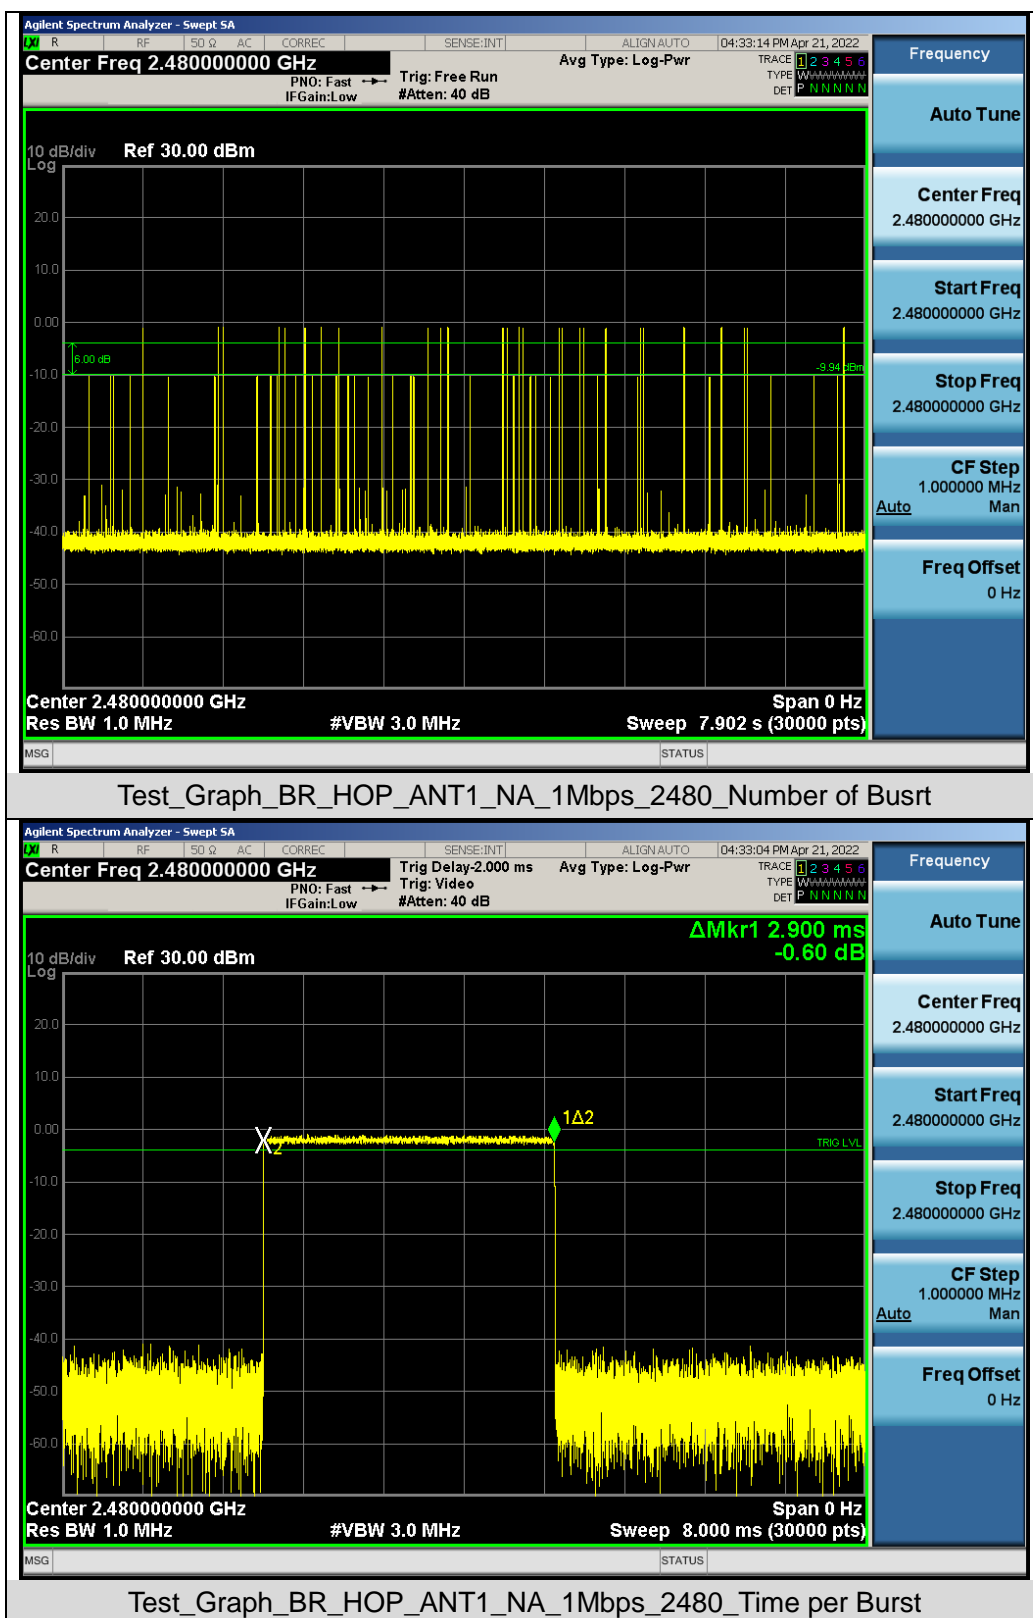 Agilent Spectrum Analyzer - Swept SA
LXI R RF 50 Ω AC CORREC SENSE:INT ALIGN AUTO 04:33:14 PM Apr 21, 2022
Center Freq 2.480000000 GHz
PNO: Fast
IFGain:Low
Trig: Free Run
#Atten: 40 dB
Avg Type: Log-Pwr
TRACE 1 2 3 4 5 6
TYPE
DET P N N N N N
Frequency
Auto Tune
Center Freq
2.480000000 GHz
Start Freq
2.480000000 GHz
Stop Freq
2.480000000 GHz
CF Step
1.000000 MHz
Auto Man
Freq Offset
0 Hz
10 dB/div Ref 30.00 dBm
Log
20.0
10.0
0.00
6.00 dB
-9.94 dBm
-10.0
-20.0
-30.0
-40.0
-50.0
-60.0
Center 2.480000000 GHz Span 0 Hz
Res BW 1.0 MHz #VBW 3.0 MHz Sweep 7.902 s (30000 pts)
MSG STATUS
Test_Graph_BR_HOP_ANT1_NA_1Mbps_2480_Number of Busrt
Agilent Spectrum Analyzer - Swept SA
LXI R RF 50 Ω AC CORREC SENSE:INT ALIGN AUTO 04:33:04 PM Apr 21, 2022
Center Freq 2.480000000 GHz
PNO: Fast
IFGain:Low
Trig Delay-2.000 ms
Trig: Video
#Atten: 40 dB
Avg Type: Log-Pwr
TRACE 1 2 3 4 5 6
TYPE
DET P N N N N N
Frequency
Auto Tune
Center Freq
2.480000000 GHz
Start Freq
2.480000000 GHz
Stop Freq
2.480000000 GHz
CF Step
1.000000 MHz
Auto Man
Freq Offset
0 Hz
ΔMkr1 2.900 ms
-0.60 dB
10 dB/div Ref 30.00 dBm
Log
20.0
10.0
0.00
1Δ2
2
TRIG LVL
-10.0
-20.0
-30.0
-40.0
-50.0
-60.0
Center 2.480000000 GHz Span 0 Hz
Res BW 1.0 MHz #VBW 3.0 MHz Sweep 8.000 ms (30000 pts)
MSG STATUS
Test_Graph_BR_HOP_ANT1_NA_1Mbps_2480_Time per Burst